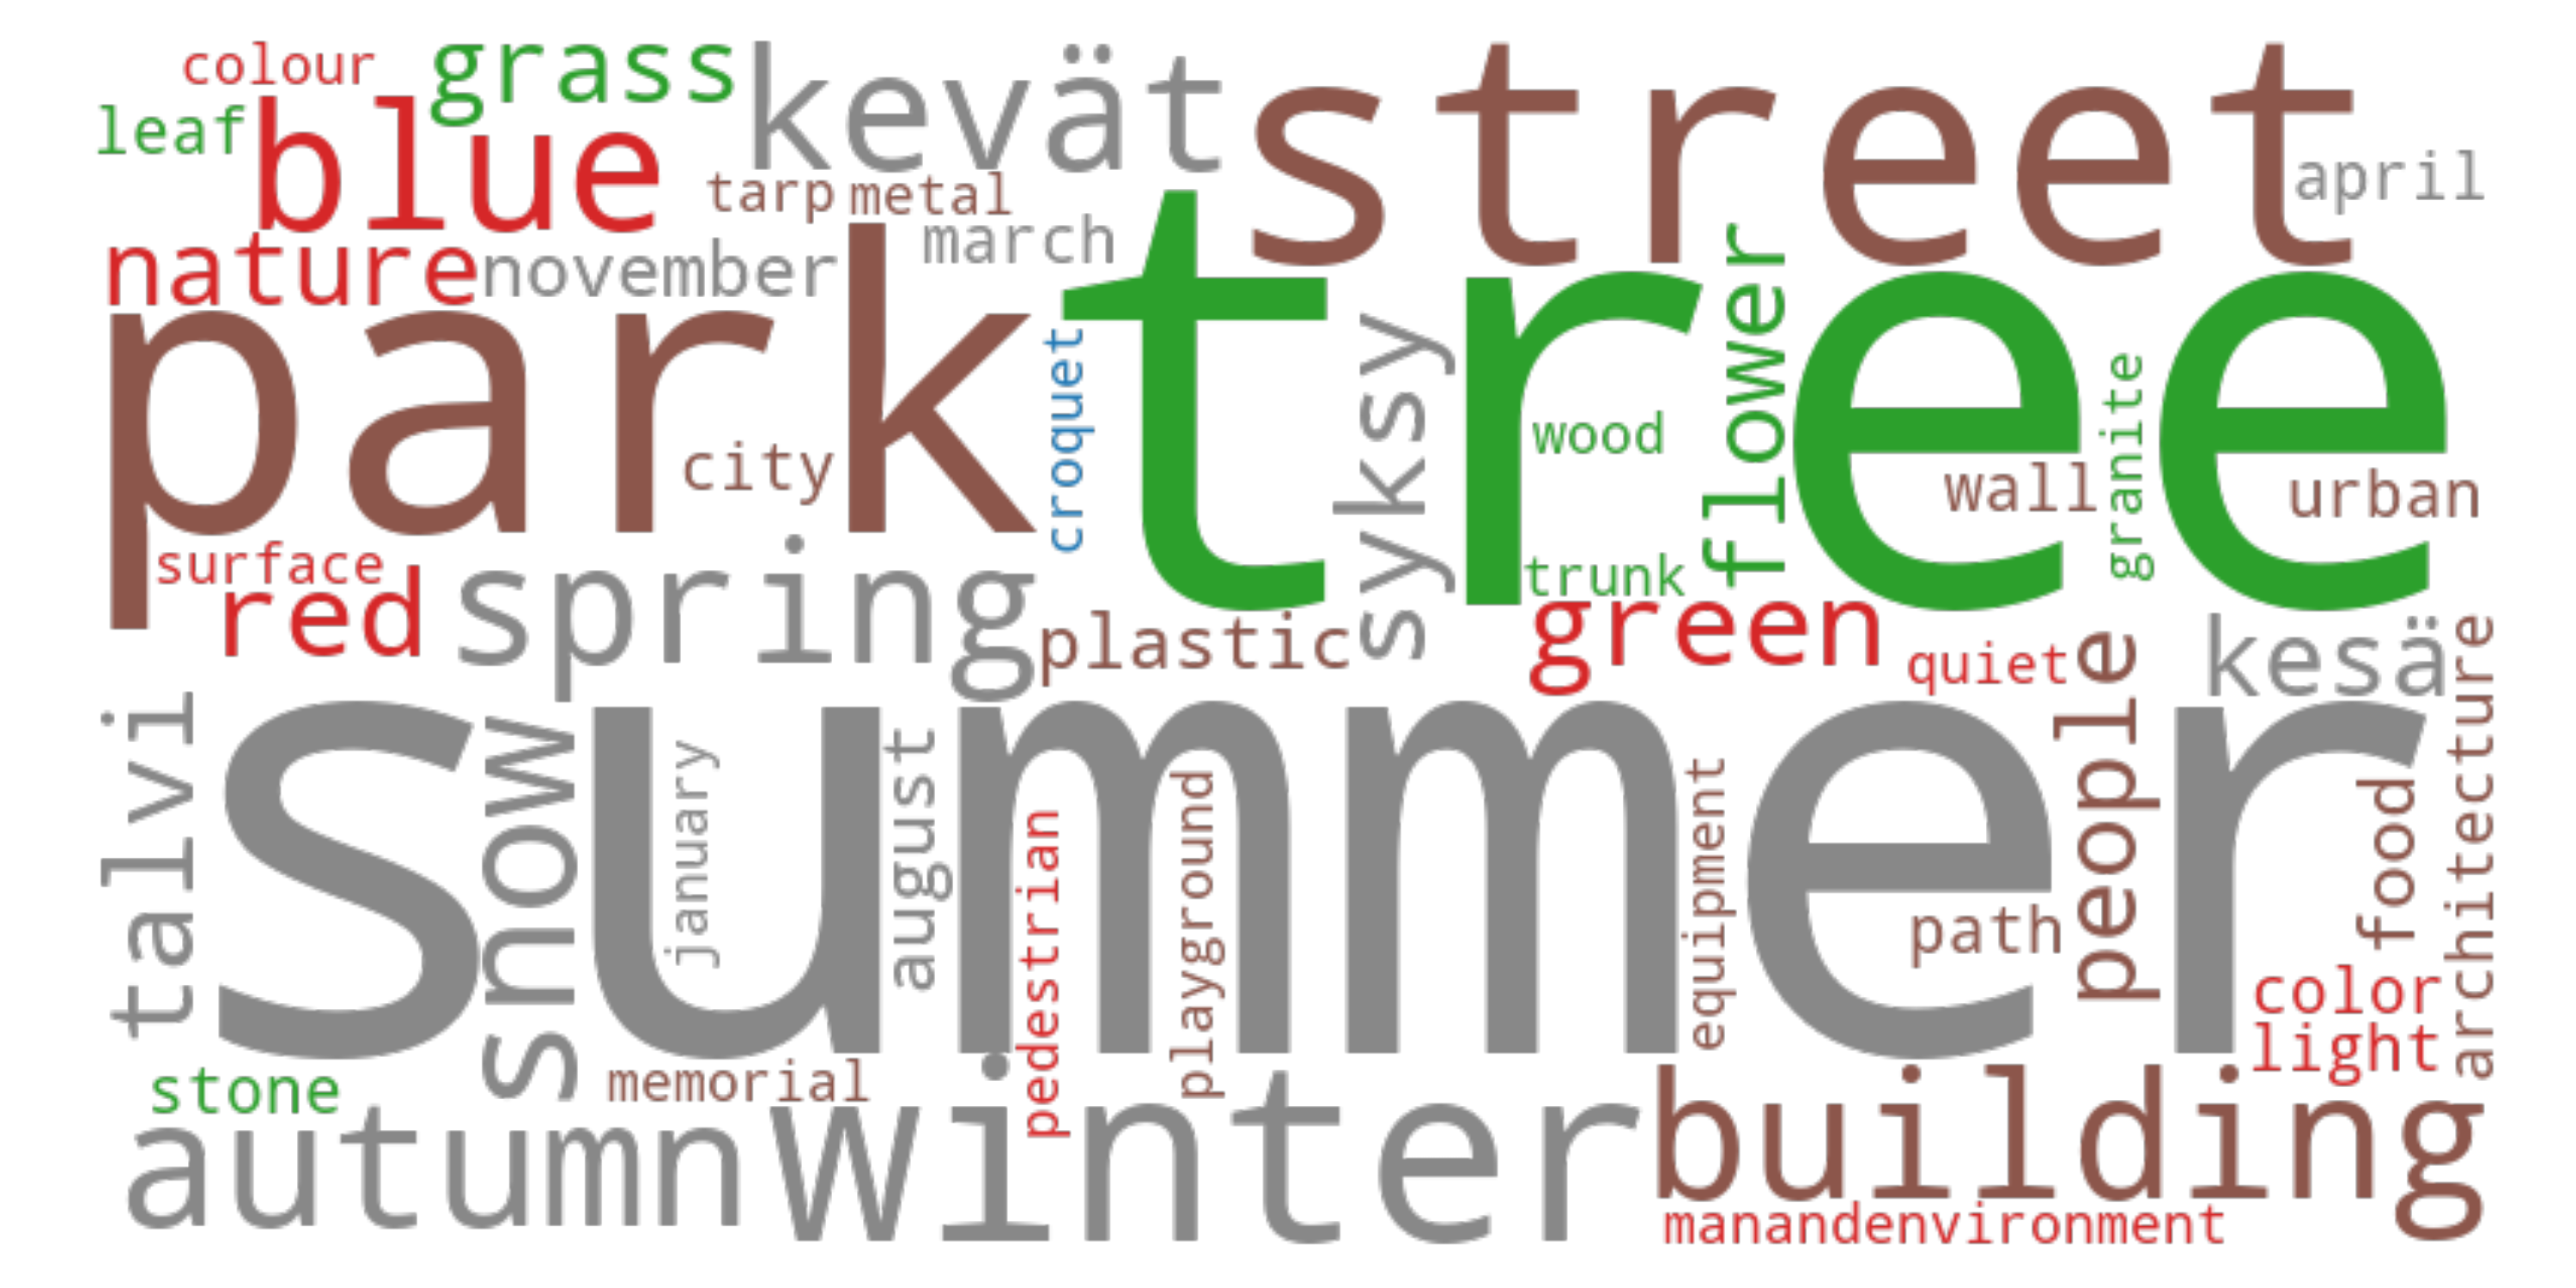 colour
grass
kevät
street
leaf
blue
tarp
metal
april
nature
november
march
park
tree
croquet
syksy
flower
city
wood
wall
granite
urban
surface
red
spring
trunk
plastic
green
quiet
people
kesä
architecture
talvi
summer
snow
january
august
pedestrian
playground
equipment
path
food
color
light
stone
memorial
autumn
winter
building
manandenvironment